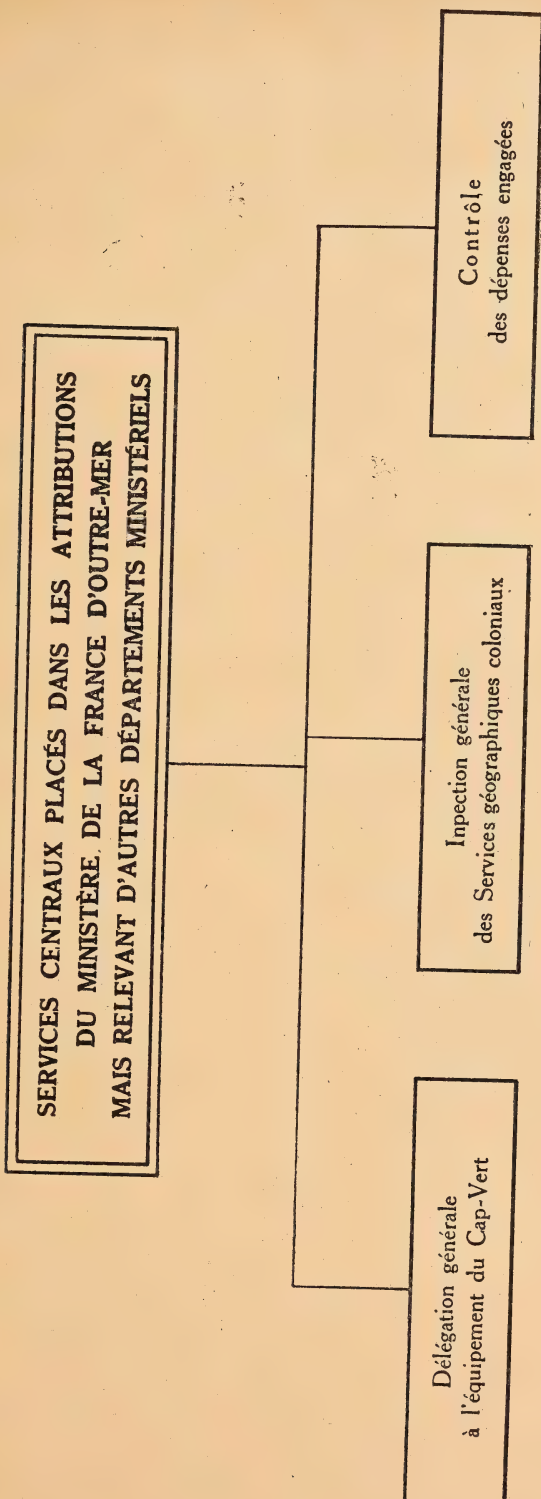 SERVICES CENTRAUX PLACÉS DANS LES ATTRIBUTIONS
DU MINISTÈRE DE LA FRANCE D'OUTRE-MER
MAIS RELEVANT D'AUTRES DÉPARTEMENTS MINISTÉRIELS
Délégation générale
à l'équipement du Cap-Vert
Inpection générale
des Services géographiques coloniaux
Contrôle
des dépenses engagées